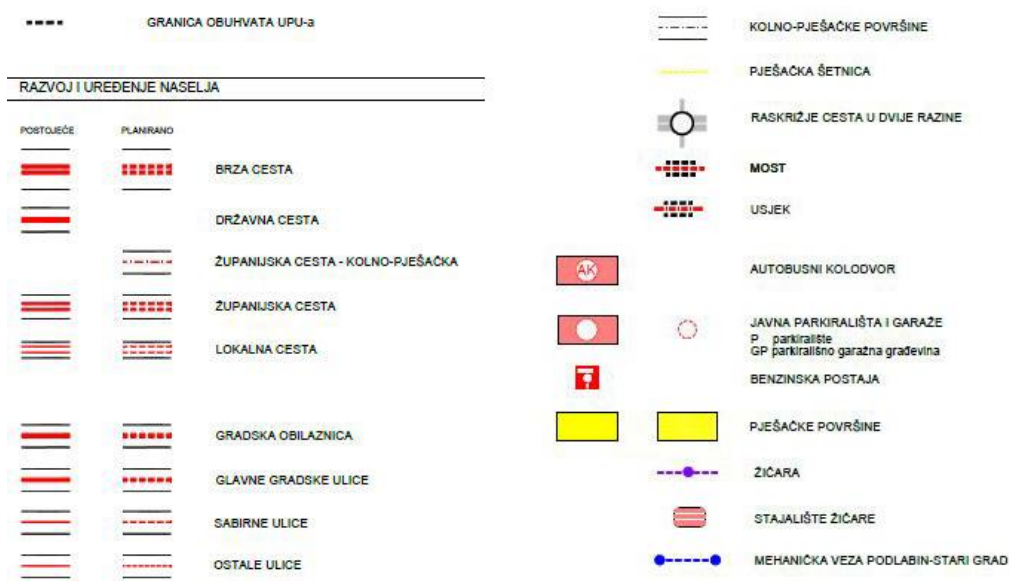 GRANICA OBUHVATA UPU-a
RAZVOJ I UREĐENJE NASELJA
POSTOJEĆE PLANIRANO
BRZA CESTA
DRŽAVNA CESTA
ŽUPANIJSKA CESTA - KOLNO-PJEŠAČKA
ŽUPANIJSKA CESTA
LOKALNA CESTA
GRADSKA OBILAZNICA
GLAVNE GRADSKE ULICE
SABIRNE ULICE
OSTALE ULICE
KOLNO-PJEŠAČKE POVRŠINE
PJEŠAČKA ŠETNICA
RASKRIŽJE CESTA U DVIJE RAZINE
MOST
USJEK
AK AUTOBUSNI KOLODVOR
JAVNA PARKIRALIŠTA I GARAŽE
P parkiralište
GP parkirališno garažna građevina
BENZINSKA POSTAJA
PJEŠAČKE POVRŠINE
ŽIČARA
STAJALIŠTE ŽIČARE
MEHANIČKA VEZA PODLABIN-STARI GRAD